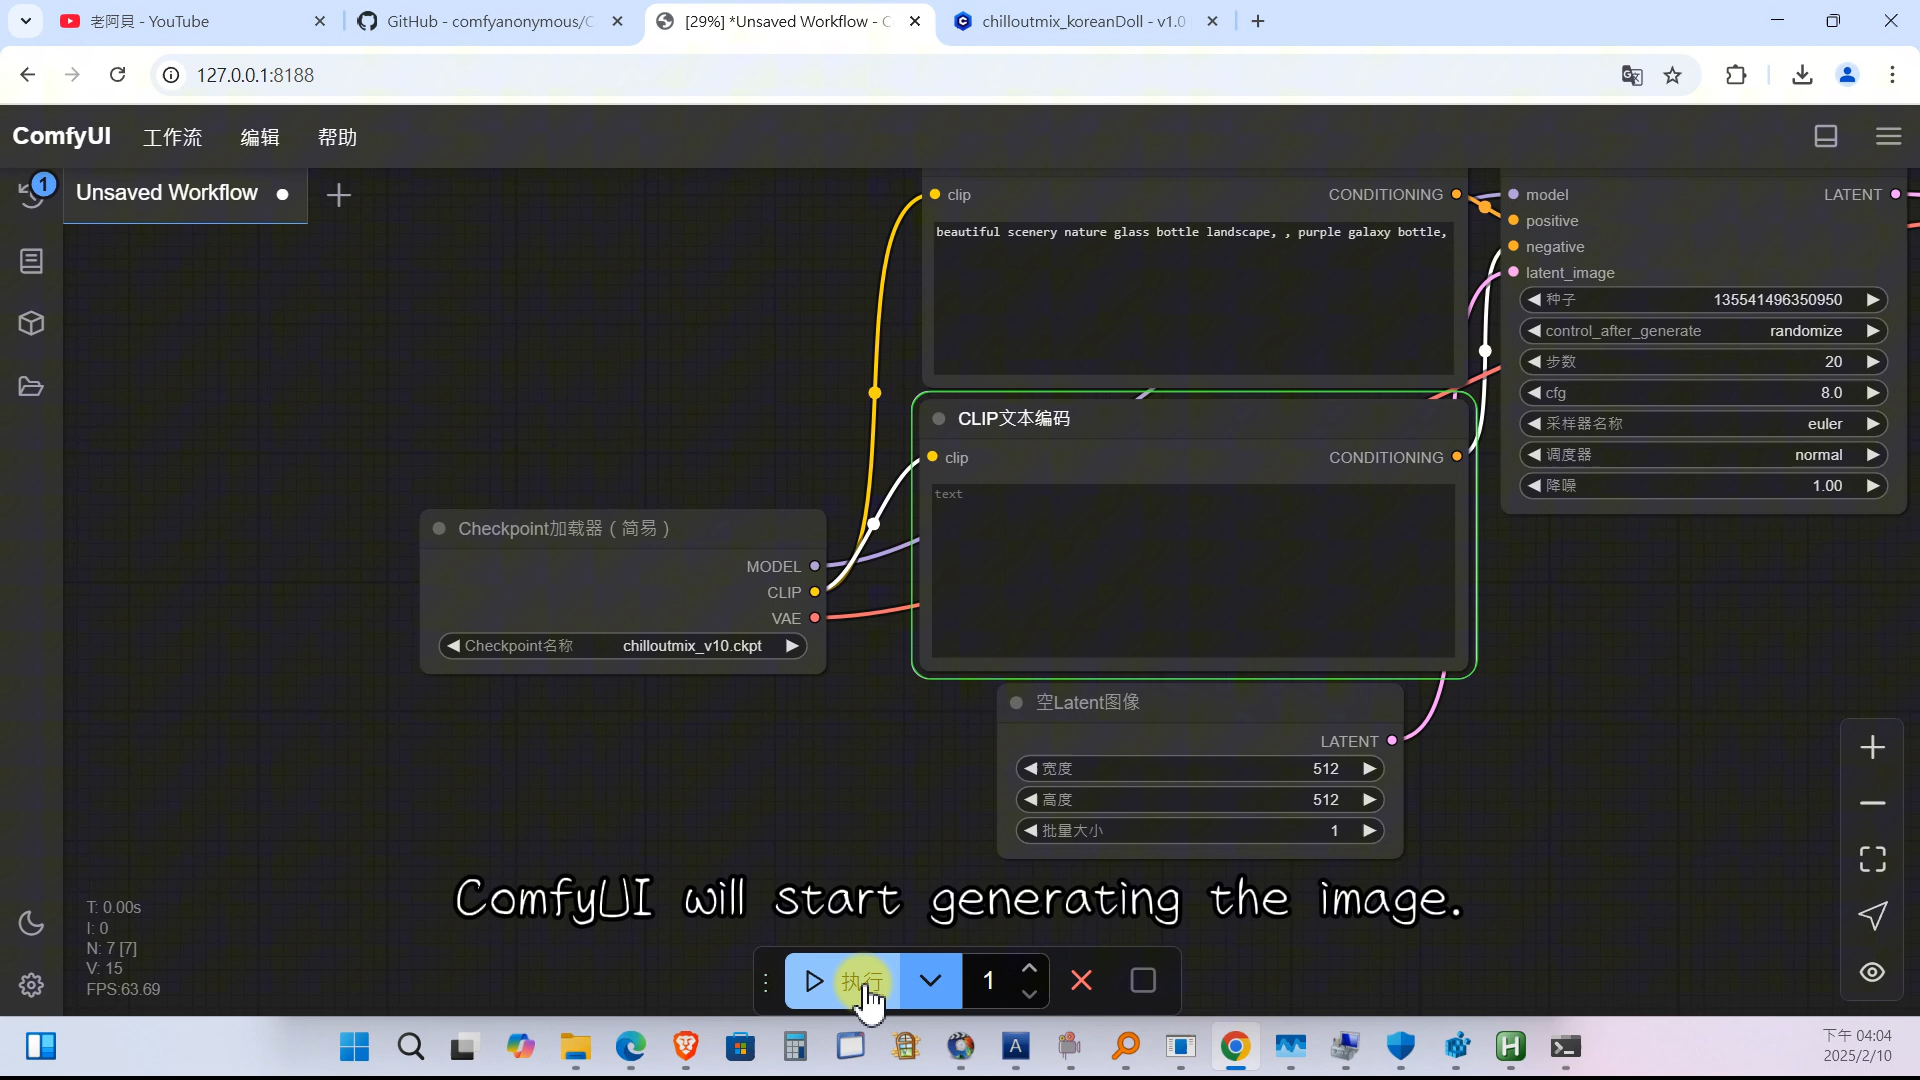 老阿貝 - YouTube
GitHub - comfyanonymous/C
[29%] *Unsaved Workflow - C
chilloutmix_koreanDoll - v1.0
127.0.0.1:8188
ComfyUI
工作流
编辑
帮助
1
Unsaved Workflow
clip
CONDITIONING
beautiful scenery nature glass bottle landscape, , purple galaxy bottle,
model
LATENT
positive
negative
latent_image
种子
135541496350950
control_after_generate
randomize
步数
20
cfg
8.0
采样器名称
euler
调度器
normal
降噪
1.00
CLIP文本编码
clip
CONDITIONING
text
Checkpoint加载器（简易）
MODEL
CLIP
VAE
Checkpoint名称
chilloutmix_v10.ckpt
空Latent图像
LATENT
宽度
512
高度
512
批量大小
1
T: 0.00s
I: 0
N: 7 [7]
V: 15
FPS:63.69
ComfyUI will start generating the image.
执行
1
下午 04:04
2025/2/10